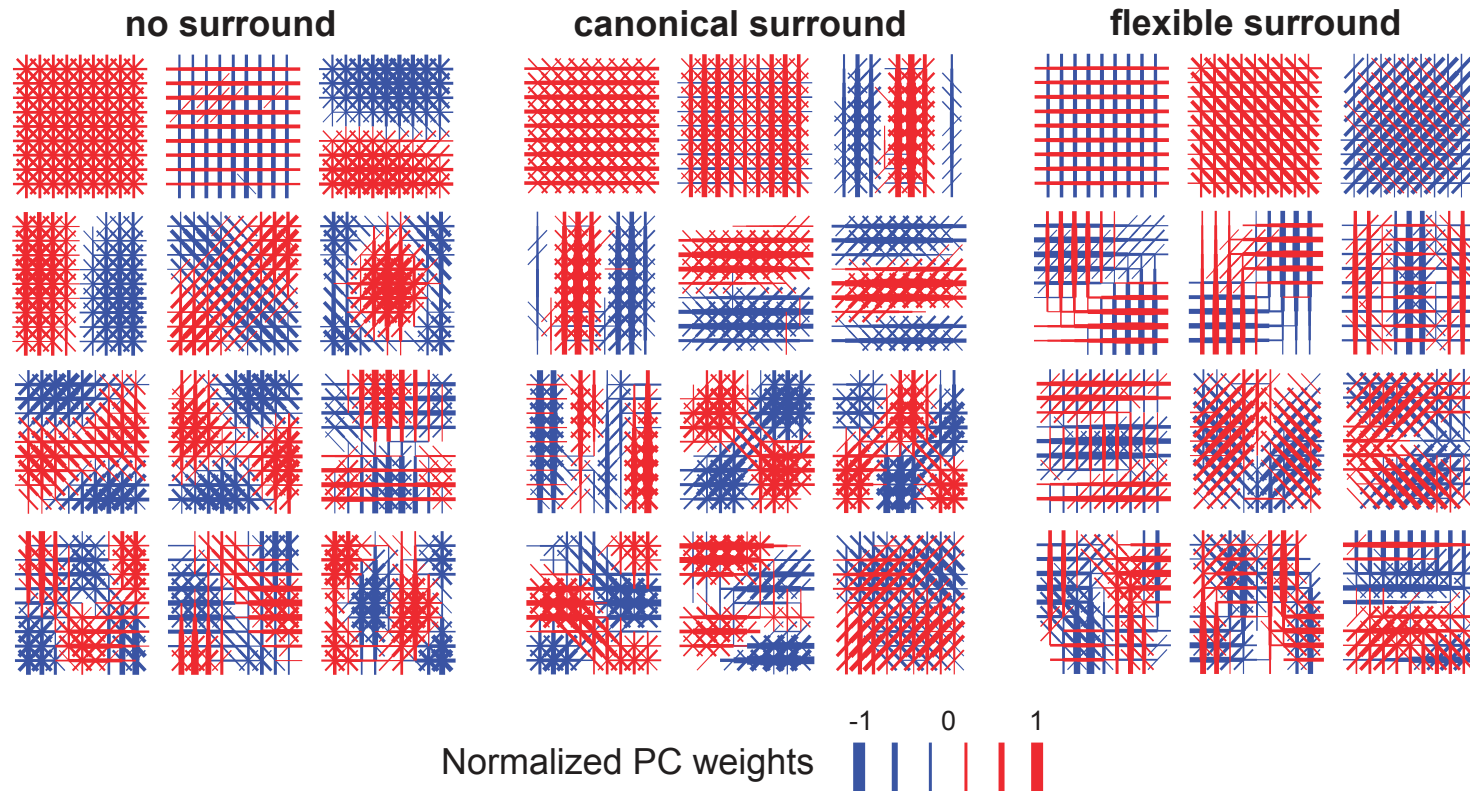 no surround
canonical surround
flexible surround
-1 0 1
Normalized PC weights